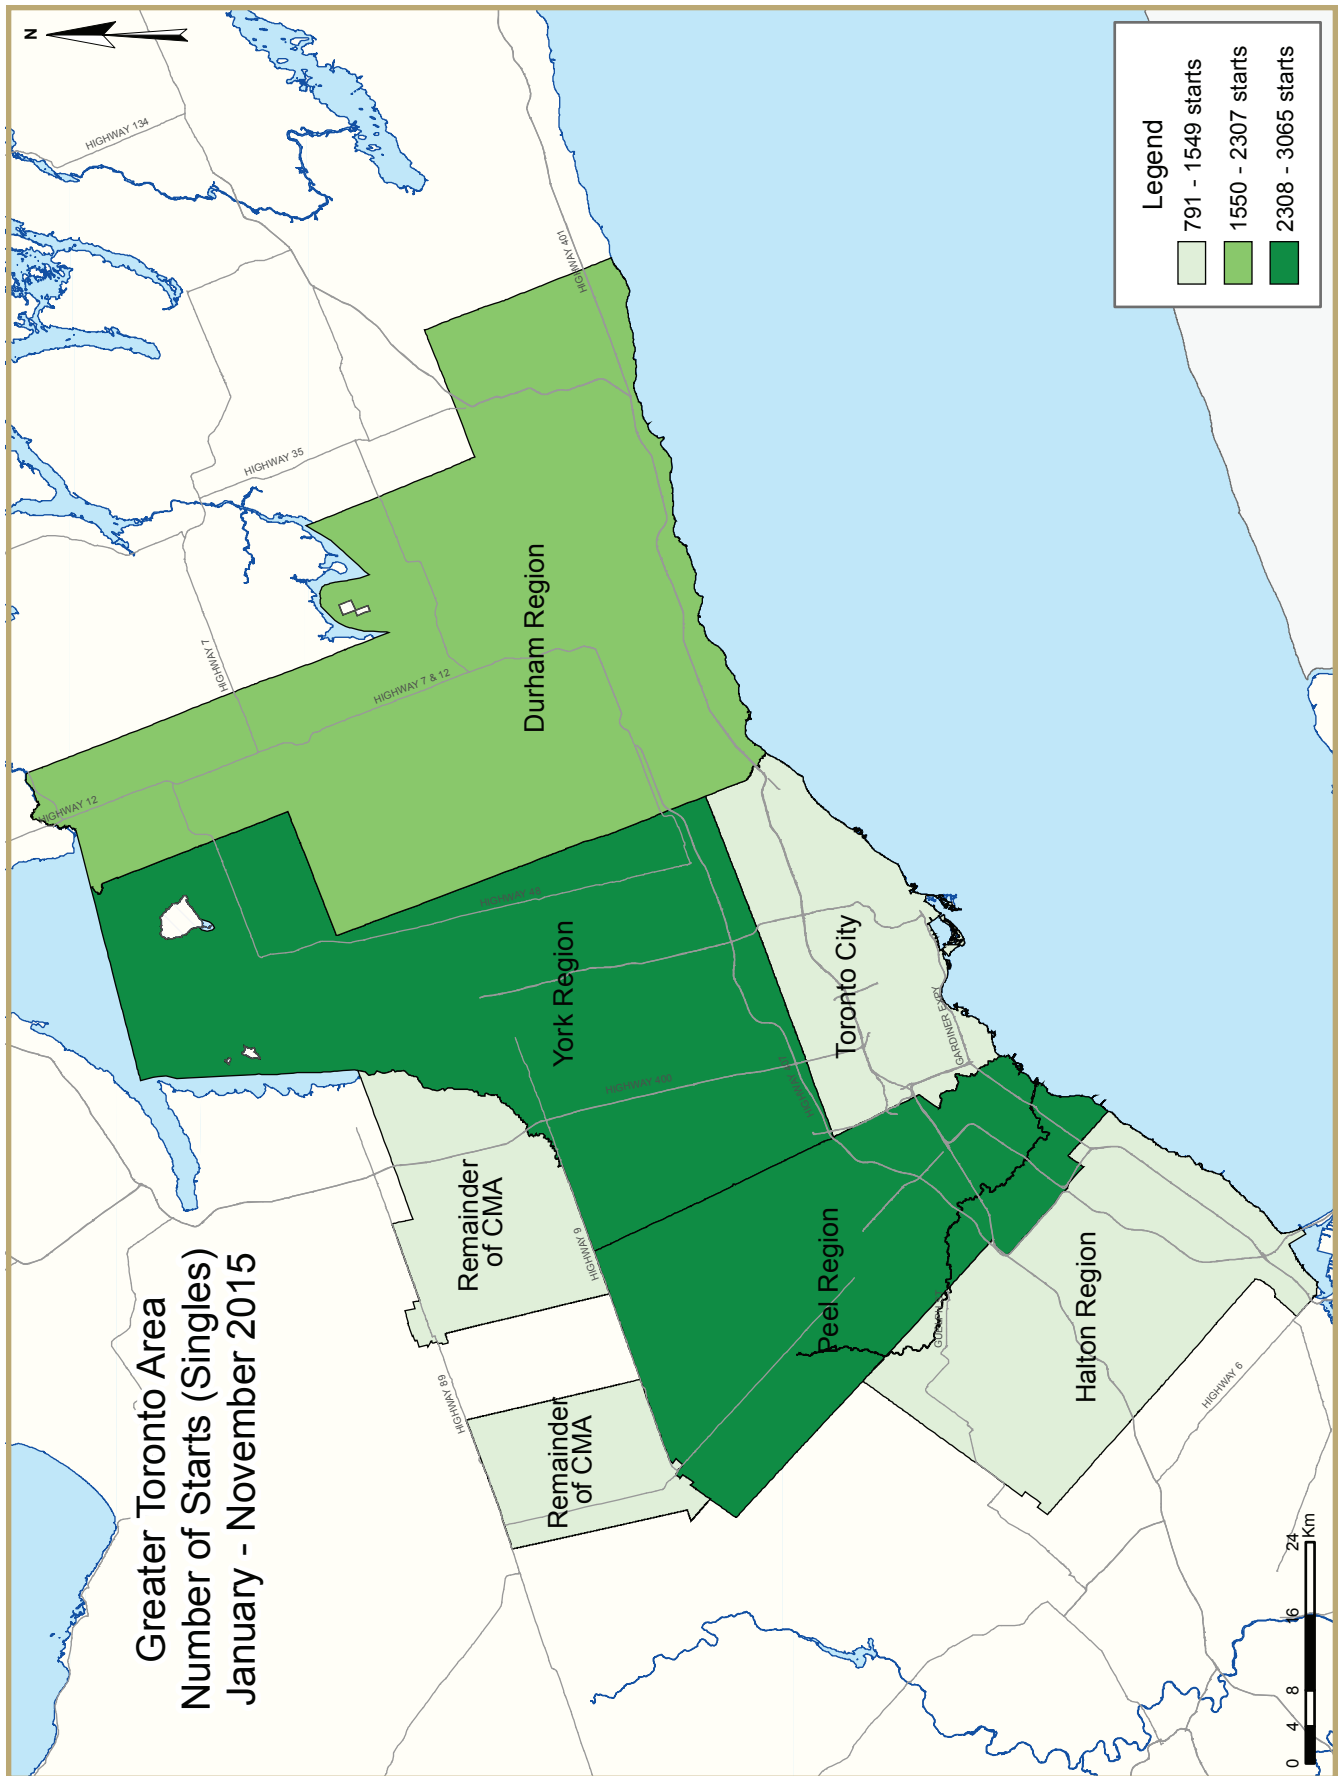 Greater Toronto Area
Number of Starts (Singles)
January - November 2015
N
HIGHWAY 134
HIGHWAY 401
HIGHWAY 35
HIGHWAY 7
HIGHWAY 7 & 12
HIGHWAY 12
Durham Region
HIGHWAY 48
York Region
HIGHWAY 400
Toronto City
GARDINER EXPY
Remainder
of CMA
HIGHWAY 9
HIGHWAY 89
Remainder
of CMA
Peel Region
Halton Region
HIGHWAY 6
Legend
791 - 1549 starts
1550 - 2307 starts
2308 - 3065 starts
0 4 8 16 24
Km